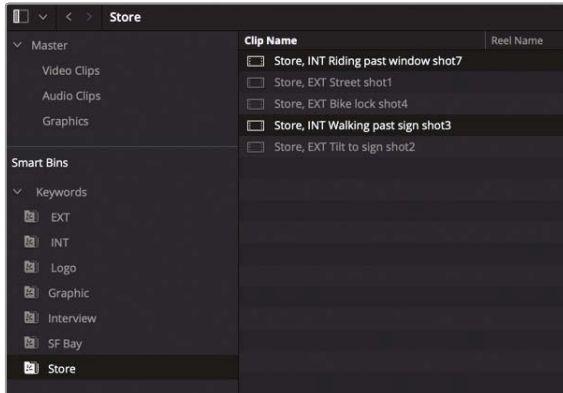 Store
Master
Video Clips
Audio Clips
Graphics
Smart Bins
Keywords
EXT
INT
Logo
Graphic
Interview
SF Bay
Store
Clip Name Reel Name
Store, INT Riding past window shot7
Store, EXT Street shot1
Store, EXT Bike lock shot4
Store, INT Walking past sign shot3
Store, EXT Tilt to sign shot2